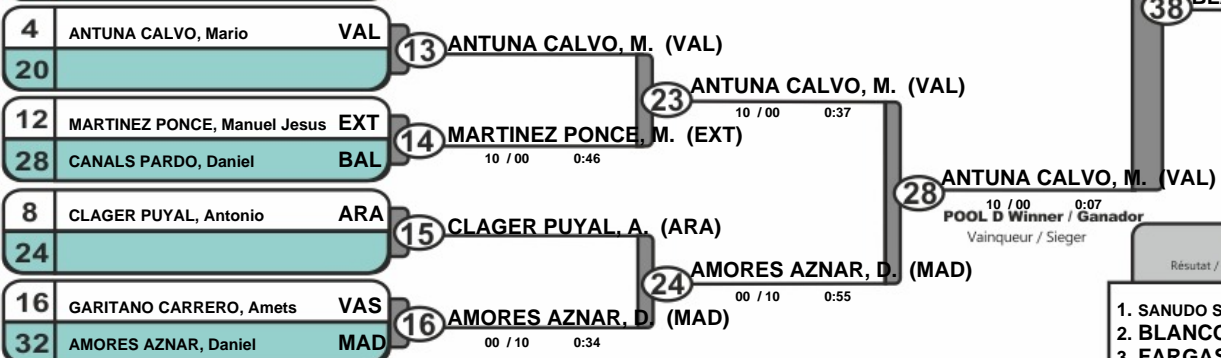 38
4 ANTUNA CALVO, Mario VAL
20
13 ANTUNA CALVO, M. (VAL)
12 MARTINEZ PONCE, Manuel Jesus EXT
28 CANALS PARDO, Daniel BAL
14 MARTINEZ PONCE, M. (EXT)
10 / 00 0:46
23 ANTUNA CALVO, M. (VAL)
10 / 00 0:37
8 CLAGER PUYAL, Antonio ARA
24
15 CLAGER PUYAL, A. (ARA)
16 GARITANO CARRERO, Amets VAS
32 AMORES AZNAR, Daniel MAD
16 AMORES AZNAR, D. (MAD)
00 / 10 0:34
24 AMORES AZNAR, D. (MAD)
00 / 10 0:55
28 ANTUNA CALVO, M. (VAL)
10 / 00 0:07
POOL D Winner / Ganador
Vainqueur / Sieger
Résutat /
1. SANUDO S
2. BLANCO
3. FARGAS